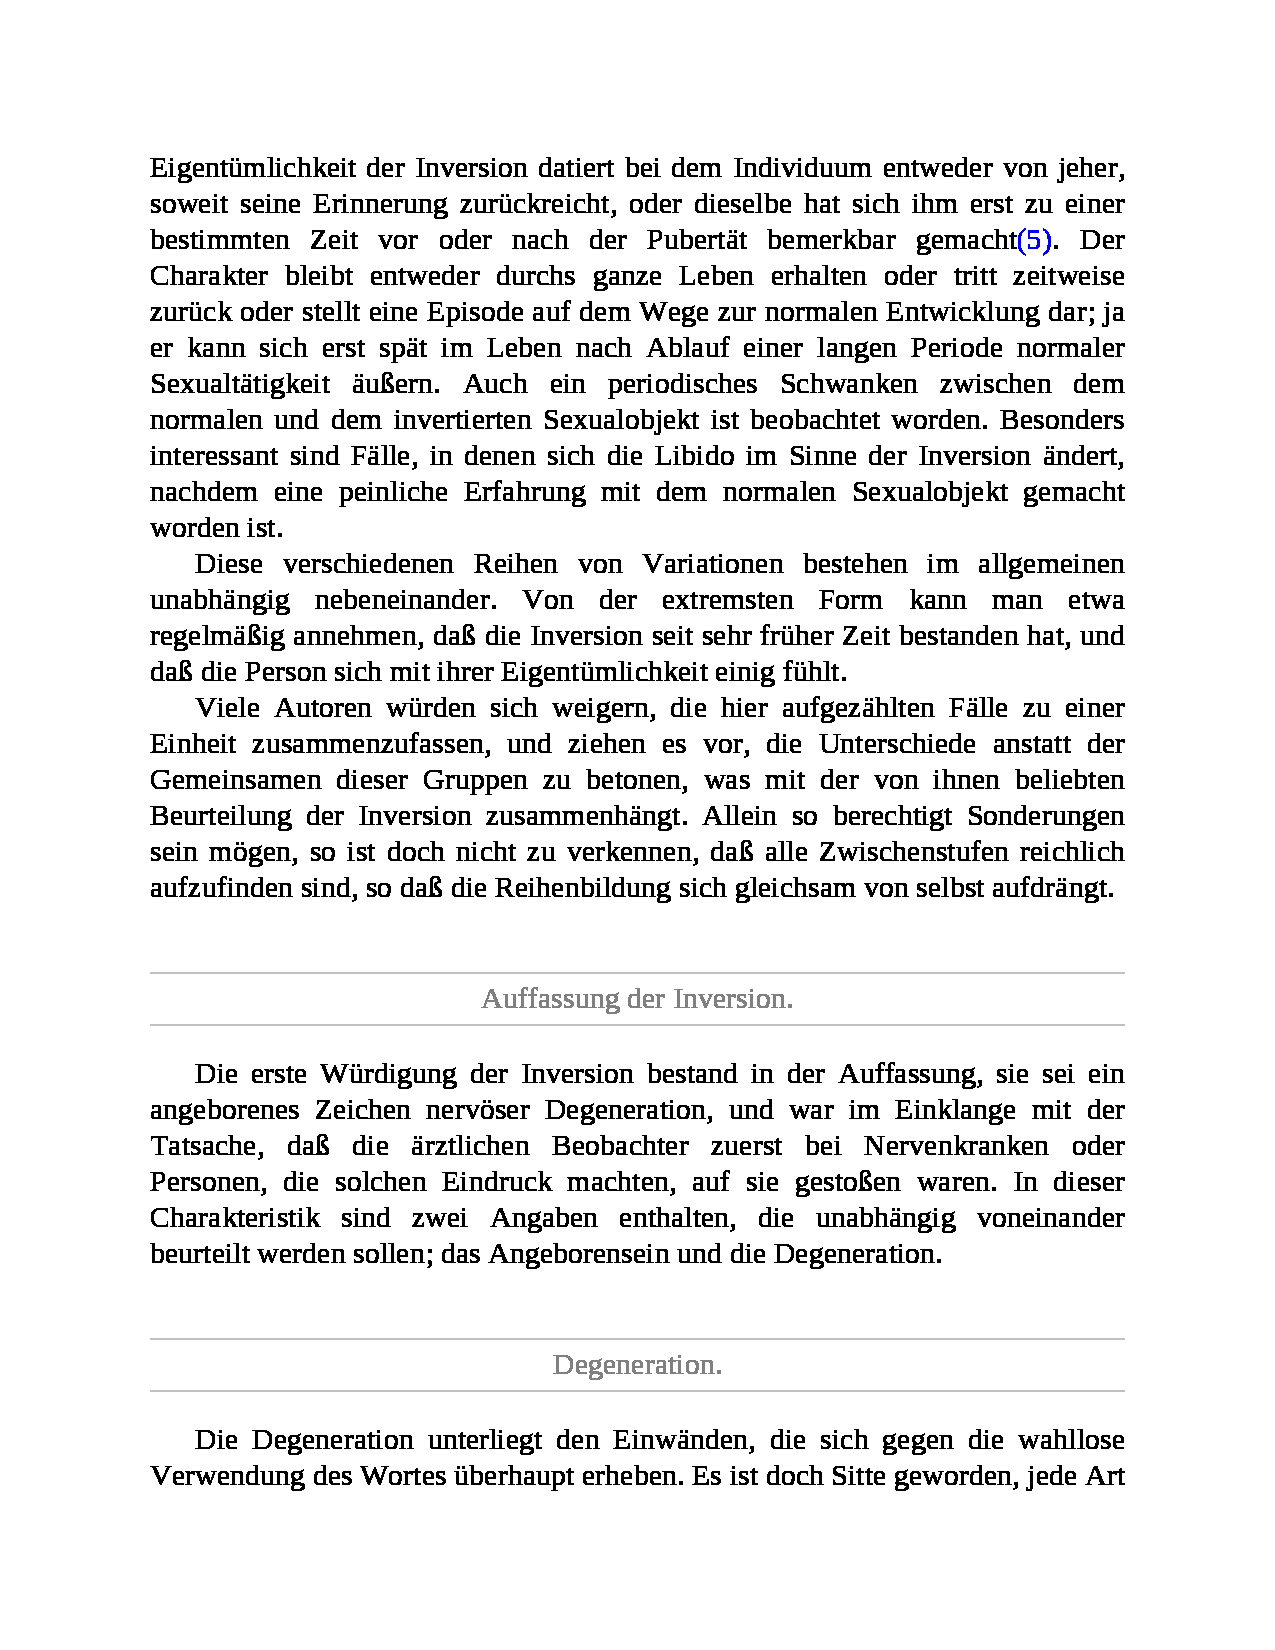 Eigentümlichkeit der Inversion datiert bei dem Individuum entweder von jeher,
soweit seine Erinnerung zurückreicht, oder dieselbe hat sich ihm erst zu einer
bestimmten Zeit vor oder nach der Pubertät bemerkbar gemacht(5). Der
Charakter bleibt entweder durchs ganze Leben erhalten oder tritt zeitweise
zurück oder stellt eine Episode auf dem Wege zur normalen Entwicklung dar; ja
er kann sich erst spät im Leben nach Ablauf einer langen Periode normaler
Sexualtätigkeit äußern. Auch ein periodisches Schwanken zwischen dem
normalen und dem invertierten Sexualobjekt ist beobachtet worden. Besonders
interessant sind Fälle, in denen sich die Libido im Sinne der Inversion ändert,
nachdem eine peinliche Erfahrung mit dem normalen Sexualobjekt gemacht
worden ist.
Diese verschiedenen Reihen von Variationen bestehen im allgemeinen
unabhängig nebeneinander. Von der extremsten Form kann man etwa
regelmäßig annehmen, daß die Inversion seit sehr früher Zeit bestanden hat, und
daß die Person sich mit ihrer Eigentümlichkeit einig fühlt.
Viele Autoren würden sich weigern, die hier aufgezählten Fälle zu einer
Einheit zusammenzufassen, und ziehen es vor, die Unterschiede anstatt der
Gemeinsamen dieser Gruppen zu betonen, was mit der von ihnen beliebten
Beurteilung der Inversion zusammenhängt. Allein so berechtigt Sonderungen
sein mögen, so ist doch nicht zu verkennen, daß alle Zwischenstufen reichlich
aufzufinden sind, so daß die Reihenbildung sich gleichsam von selbst aufdrängt.
Auffassung der Inversion.
Die erste Würdigung der Inversion bestand in der Auffassung, sie sei ein
angeborenes Zeichen nervöser Degeneration, und war im Einklange mit der
Tatsache, daß die ärztlichen Beobachter zuerst bei Nervenkranken oder
Personen, die solchen Eindruck machten, auf sie gestoßen waren. In dieser
Charakteristik sind zwei Angaben enthalten, die unabhängig voneinander
beurteilt werden sollen; das Angeborensein und die Degeneration.
Degeneration.
Die Degeneration unterliegt den Einwänden, die sich gegen die wahllose
Verwendung des Wortes überhaupt erheben. Es ist doch Sitte geworden, jede Art